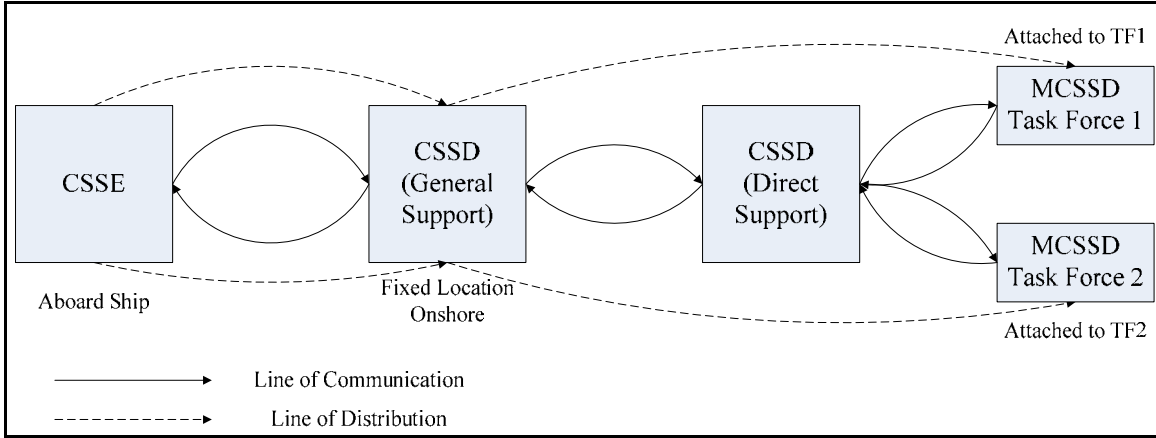 Attached to TF1
CSSE
CSSD
(General
Support)
CSSD
(Direct
Support)
MCSSD
Task Force 1
MCSSD
Task Force 2
Aboard Ship
Fixed Location
Onshore
Attached to TF2
Line of Communication
Line of Distribution